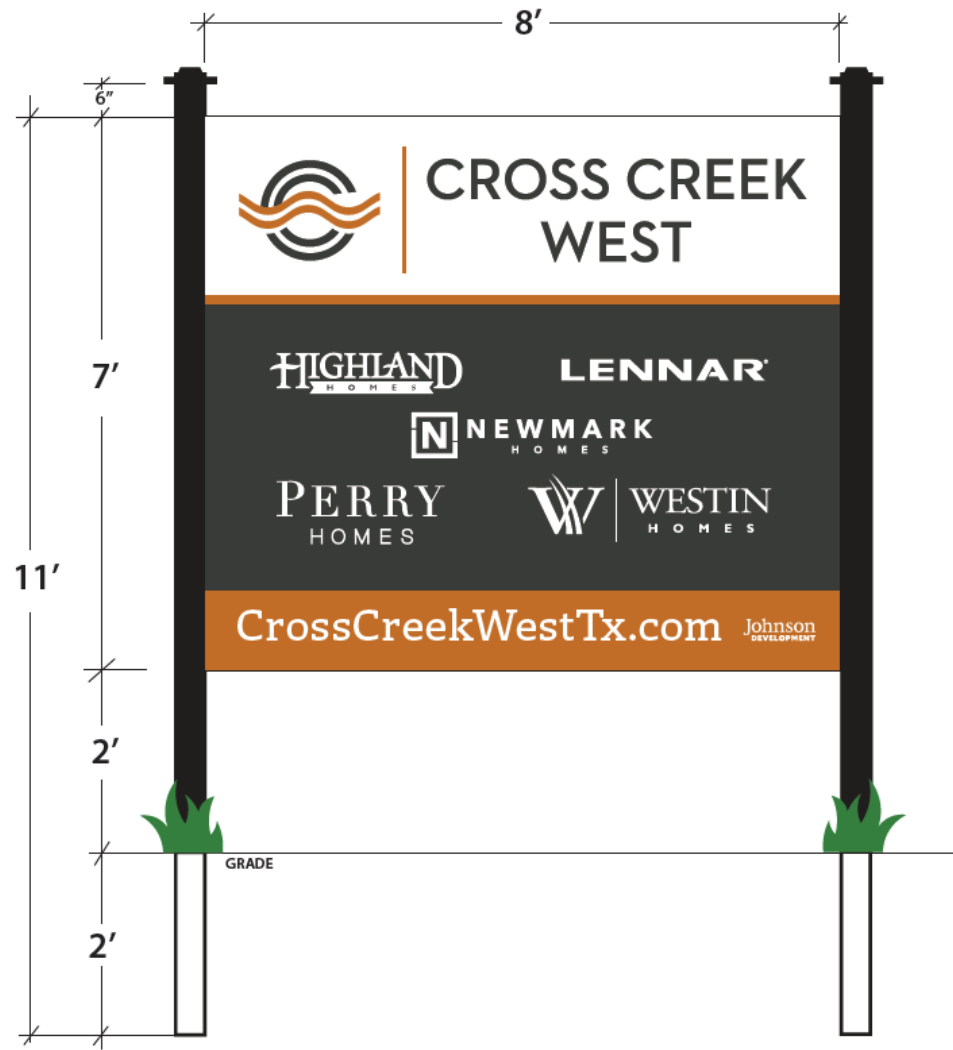 8’
6”
CROSS CREEK
WEST
7’
HIGHLAND
HOMES
LENNAR
N NEWMARK
HOMES
PERRY
HOMES
W WESTIN
HOMES
11’
CrossCreekWestTx.com
Johnson
DEVELOPMENT
2’
GRADE
2’